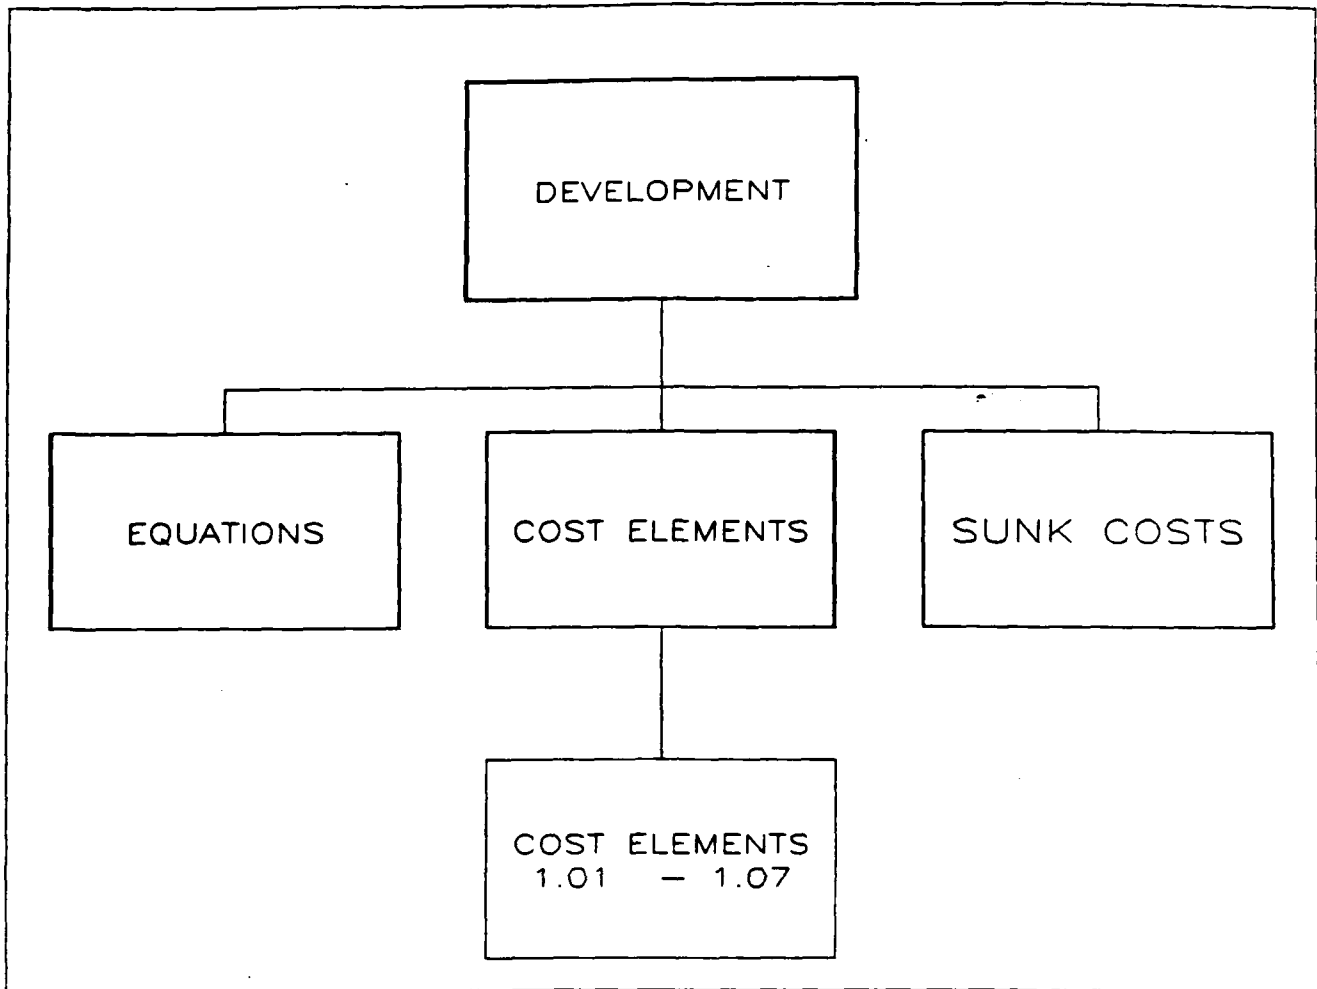 DEVELOPMENT
EQUATIONS
COST ELEMENTS
SUNK COSTS
COST ELEMENTS
1.01 – 1.07